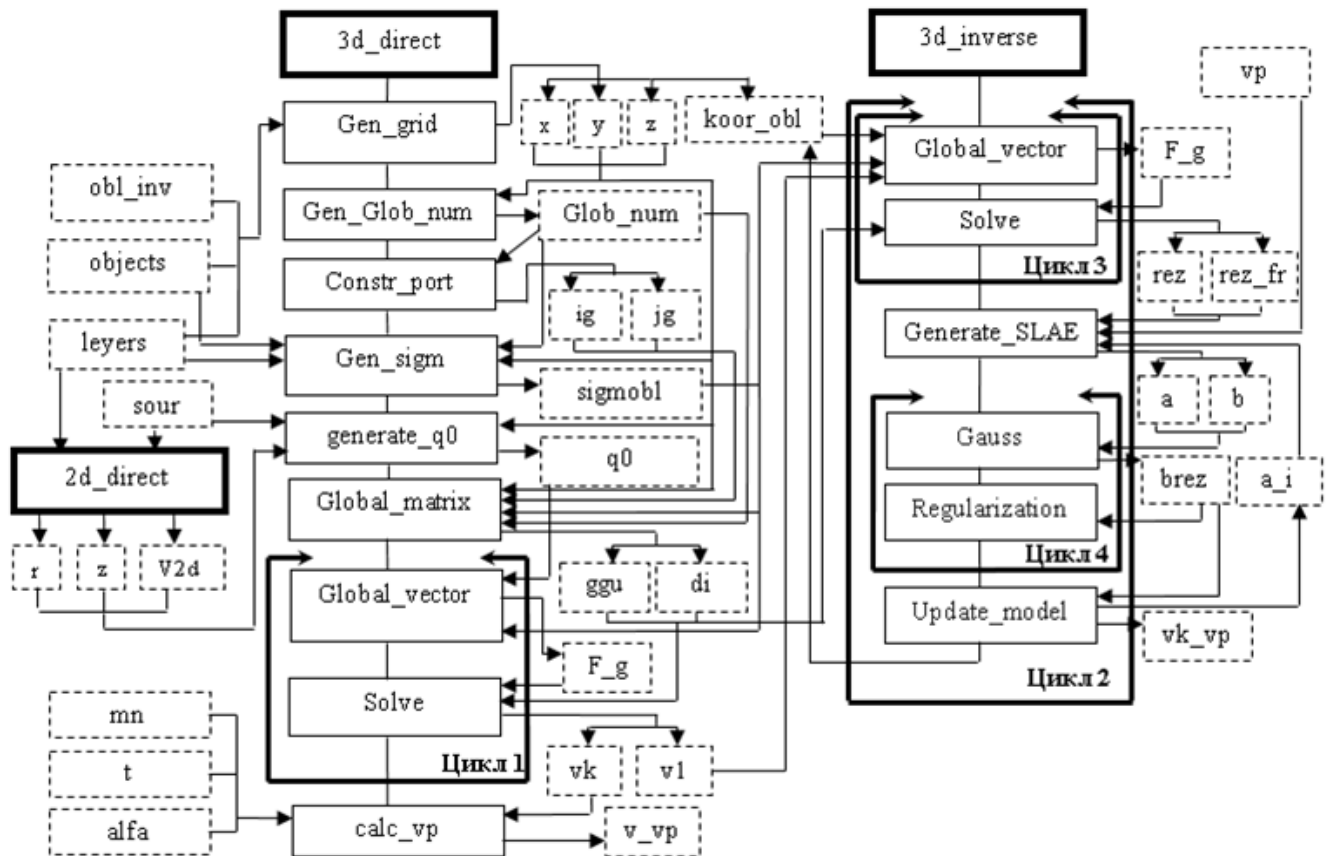 3d_direct
Gen_grid
x
y
z
koor_obl
obl_inv
Gen_Glob_num
Glob_num
objects
Constr_port
ig
jg
leyers
Gen_sigm
sigmobl
sour
generate_q0
q0
2d_direct
Global_matrix
r
z
V2d
ggu
di
Global_vector
F_g
Solve
mn
Цикл 1
vk
v1
t
alfa
calc_vp
v_vp
3d_inverse
vp
Global_vector
F_g
Solve
Цикл 3
rez
rez_fr
Generate_SLAE
a
b
Gauss
brez
a_i
Regularization
Цикл 4
Update_model
vk_vp
Цикл 2